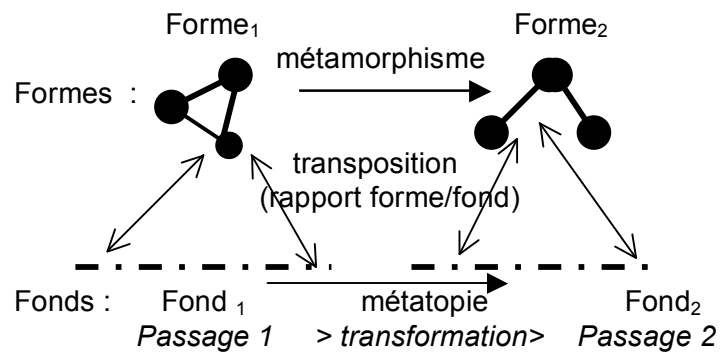 Forme₁ Forme₂
métamorphisme
Formes :
transposition
(rapport forme/fond)
Fonds : Fond ₁ métatopie Fond₂
Passage 1 > transformation> Passage 2